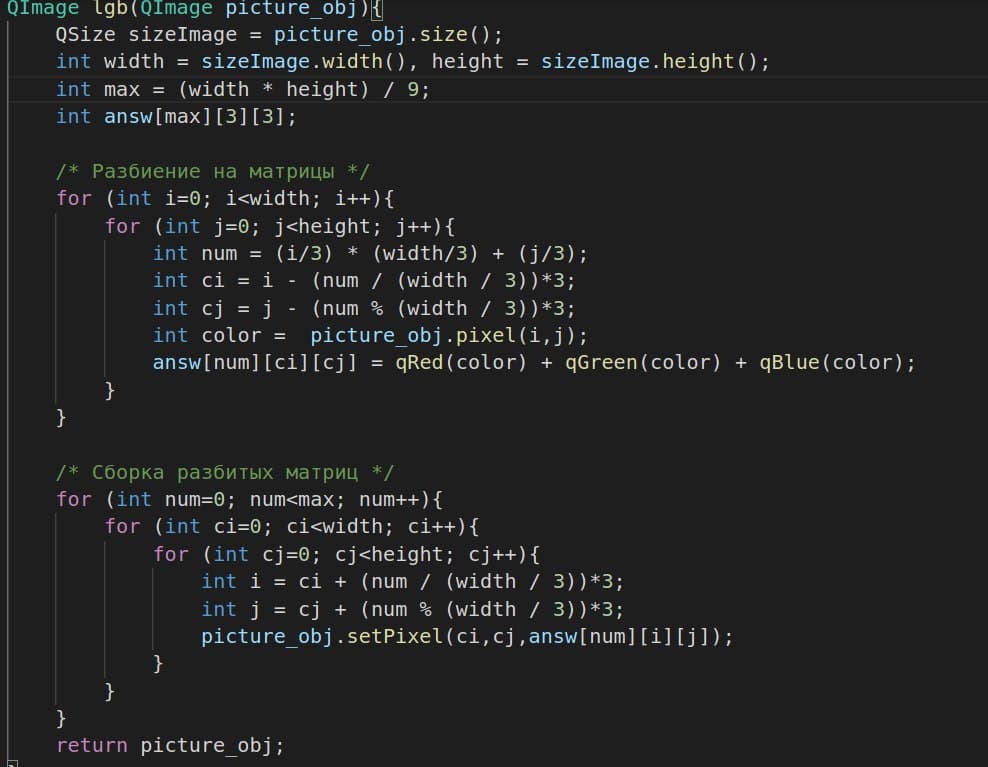 QImage lgb(QImage picture_obj){
    QSize sizeImage = picture_obj.size();
    int width = sizeImage.width(), height = sizeImage.height();
    int max = (width * height) / 9;
    int answ[max][3][3];

    /* Разбиение на матрицы */
    for (int i=0; i<width; i++){
        for (int j=0; j<height; j++){
            int num = (i/3) * (width/3) + (j/3);
            int ci = i - (num / (width / 3))*3;
            int cj = j - (num % (width / 3))*3;
            int color =  picture_obj.pixel(i,j);
            answ[num][ci][cj] = qRed(color) + qGreen(color) + qBlue(color);
        }
    }

    /* Сборка разбитых матриц */
    for (int num=0; num<max; num++){
        for (int ci=0; ci<width; ci++){
            for (int cj=0; cj<height; cj++){
                int i = ci + (num / (width / 3))*3;
                int j = cj + (num % (width / 3))*3;
                picture_obj.setPixel(ci,cj,answ[num][i][j]);
            }
        }
    }
    return picture_obj;
}